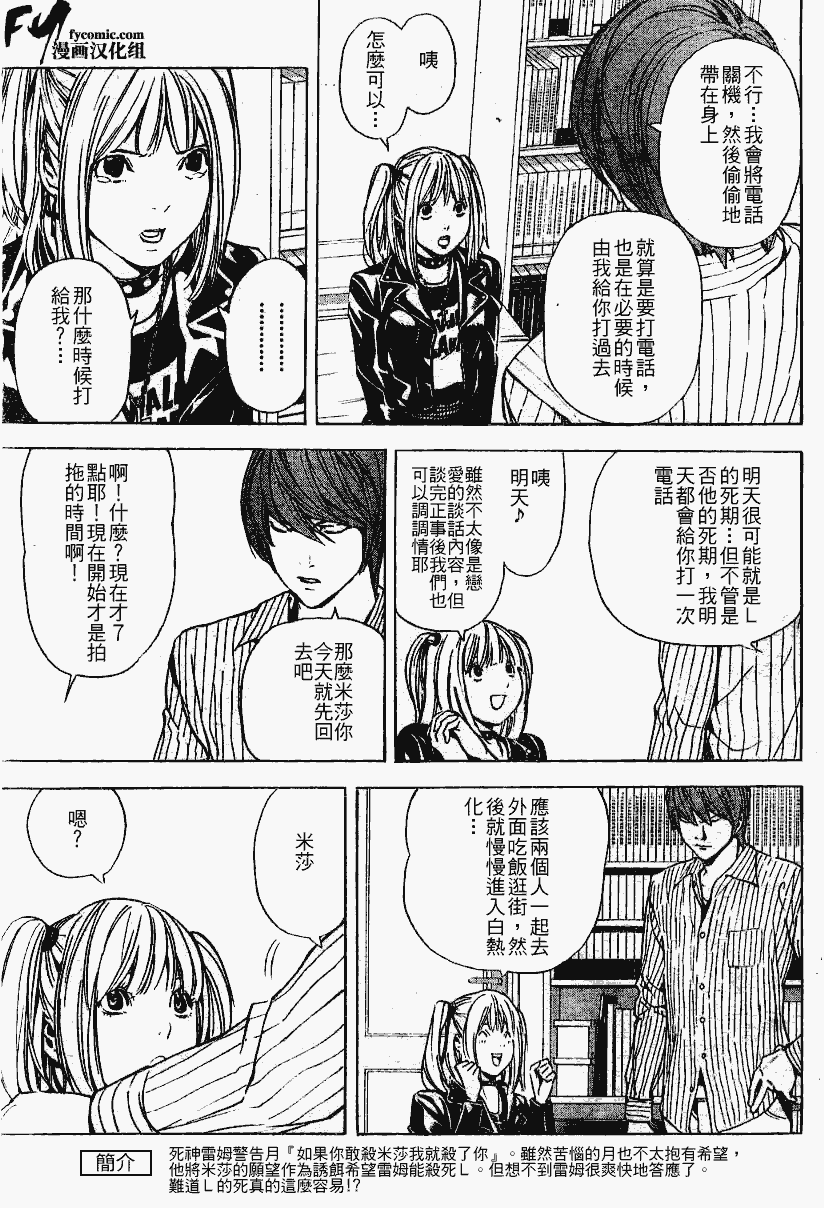 FY
fycomic.com
漫画汉化组
不行…我會將電話
關機，然後偷偷地
帶在身上
就算是要打電話，
也是在必要的時候
由我給你打過去
咦
怎麼可以…
…………
那什麼時候打
給我？…
明天很可能就是L
的死期…但不管是
否他的死期，我明
天都會給你打一次
電話
咦
明天♪
雖然不太像是戀
愛的談話內容，但
談完正事後我們也
可以調調情耶
那麼米莎你
今天就先回
去吧
啊！什麼？現在才7
點耶！現在開始才是拍
拖的時間啊！
應該兩個人一起去
外面吃飯逛街，然
後就慢慢進入白熱
化…
米莎
嗯？
簡介
死神雷姆警告月『如果你敢殺米莎我就殺了你』。雖然苦惱的月也不太抱有希望，
他將米莎的願望作為誘餌希望雷姆能殺死L。但想不到雷姆很爽快地答應了。
難道L的死真的這麼容易!?